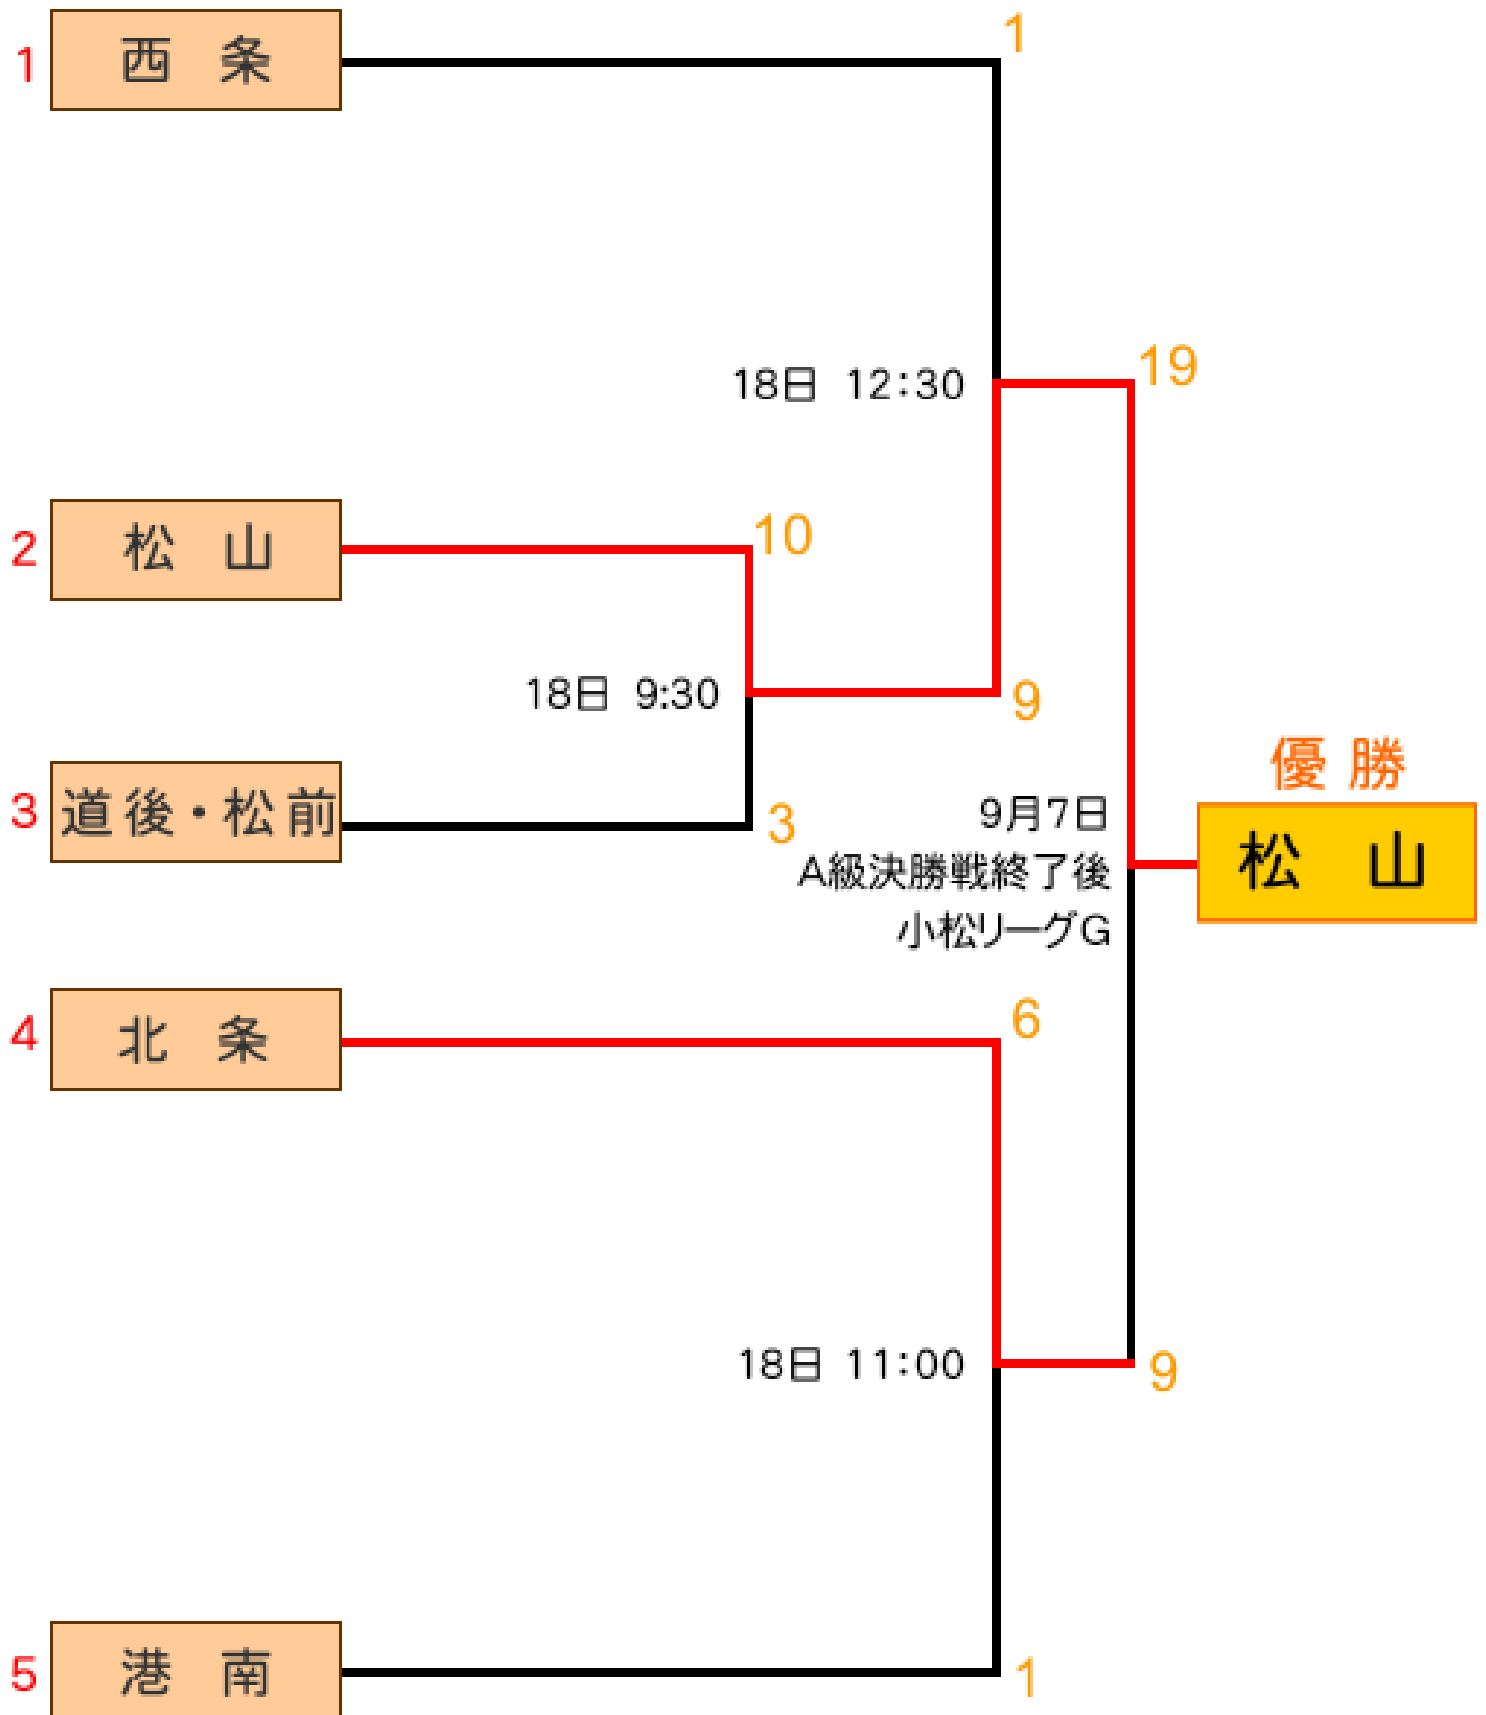 1
1 西 条
19
18日 12:30
10
2 松 山
18日 9:30
9
優 勝
3 道後・松前
3
9月7日
A級決勝戦終了後
小松リーグG
松 山
6
4 北 条
18日 11:00
9
5 港 南
1